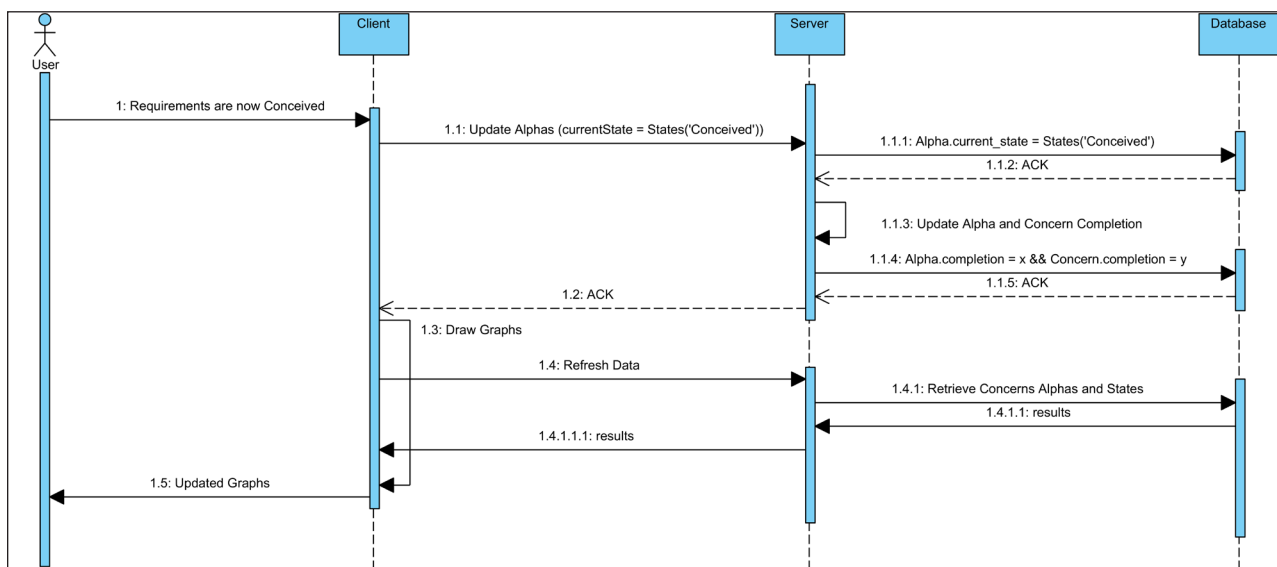 Client
Server
Database
User
1: Requirements are now Conceived
1.1: Update Alphas (currentState = States('Conceived'))
1.1.1: Alpha.current_state = States('Conceived')
1.1.2: ACK
1.1.3: Update Alpha and Concern Completion
1.1.4: Alpha.completion = x && Concern.completion = y
1.1.5: ACK
1.2: ACK
1.3: Draw Graphs
1.4: Refresh Data
1.4.1: Retrieve Concerns Alphas and States
1.4.1.1: results
1.4.1.1.1: results
1.5: Updated Graphs